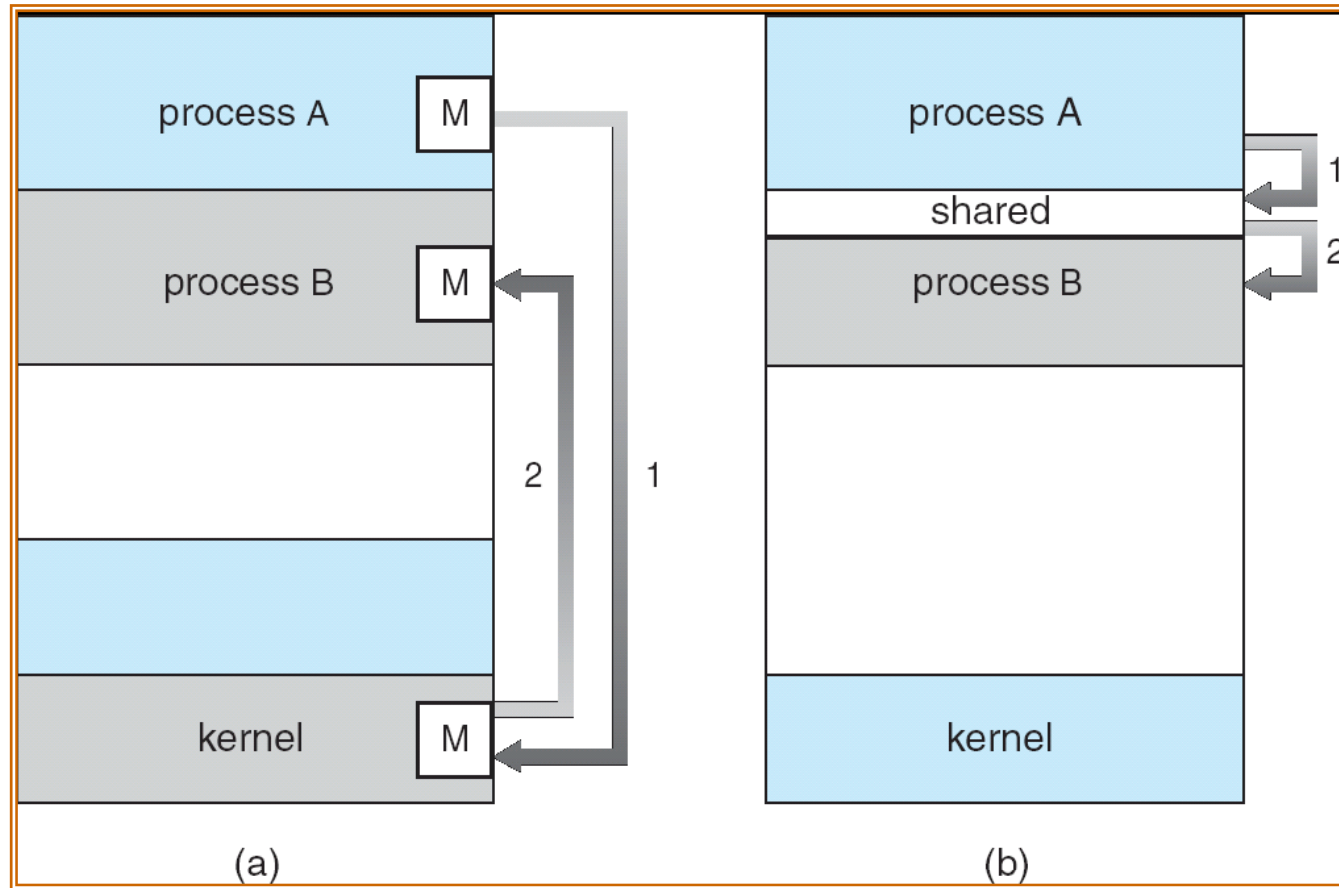 process A
M
process B
M
2
1
kernel
M
(a)
process A
1
shared
2
process B
kernel
(b)